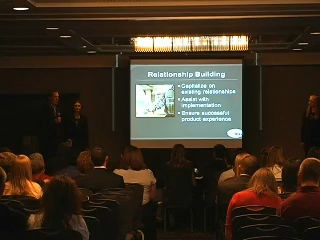 Relationship Building
Capitalize on
existing relationships
Assist with
implementation
Ensure successful
product experience